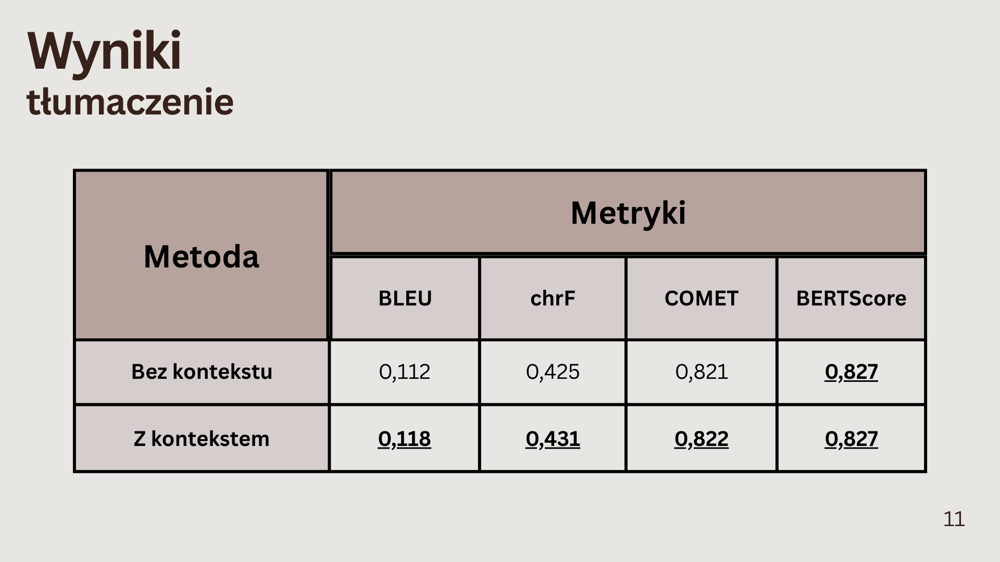 Wyniki
tłumaczenie
Metoda
Metryki
BLEU chrF COMET BERTScore
Bez kontekstu 0,112 0,425 0,821 0,827
Z kontekstem 0,118 0,431 0,822 0,827
11